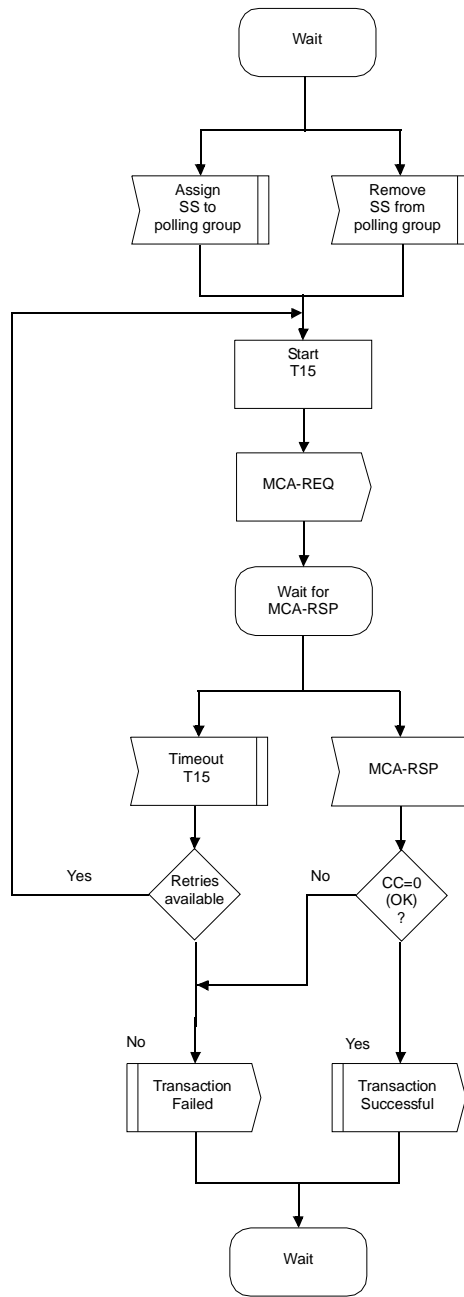 Wait
Assign
SS to
polling group
Remove
SS from
polling group
Start
T15
MCA-REQ
Wait for
MCA-RSP
Timeout
T15
MCA-RSP
Yes
Retries
available
No
CC=0
(OK)
?
No
Yes
Transaction
Failed
Transaction
Successful
Wait